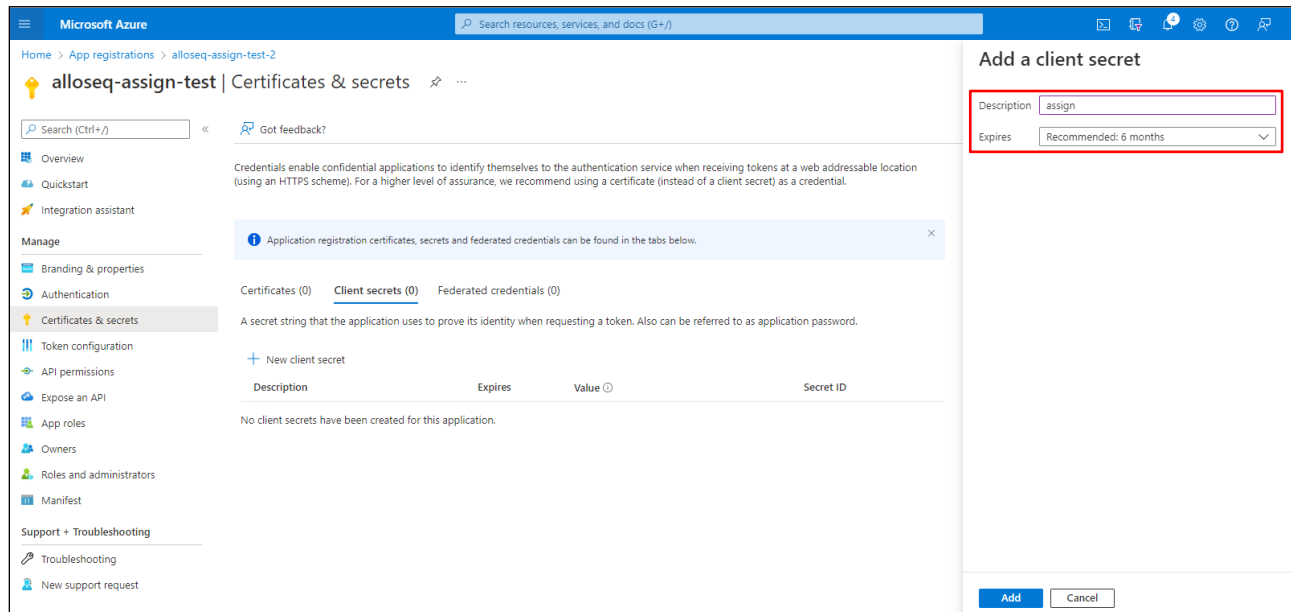 Microsoft Azure
Search resources, services, and docs (G+/)
4
Home > App registrations > alloseq-assign-test-2
alloseq-assign-test | Certificates & secrets
Search (Ctrl+/)
«
Overview
Quickstart
Integration assistant
Manage
Branding & properties
Authentication
Certificates & secrets
Token configuration
API permissions
Expose an API
App roles
Owners
Roles and administrators
Manifest
Support + Troubleshooting
Troubleshooting
New support request
Got feedback?
Credentials enable confidential applications to identify themselves to the authentication service when receiving tokens at a web addressable location
(using an HTTPS scheme). For a higher level of assurance, we recommend using a certificate (instead of a client secret) as a credential.
Application registration certificates, secrets and federated credentials can be found in the tabs below.
Certificates (0) Client secrets (0) Federated credentials (0)
A secret string that the application uses to prove its identity when requesting a token. Also can be referred to as application password.
+ New client secret
Description Expires Value Secret ID
No client secrets have been created for this application.
Add a client secret
Description assign
Expires Recommended: 6 months
Add Cancel